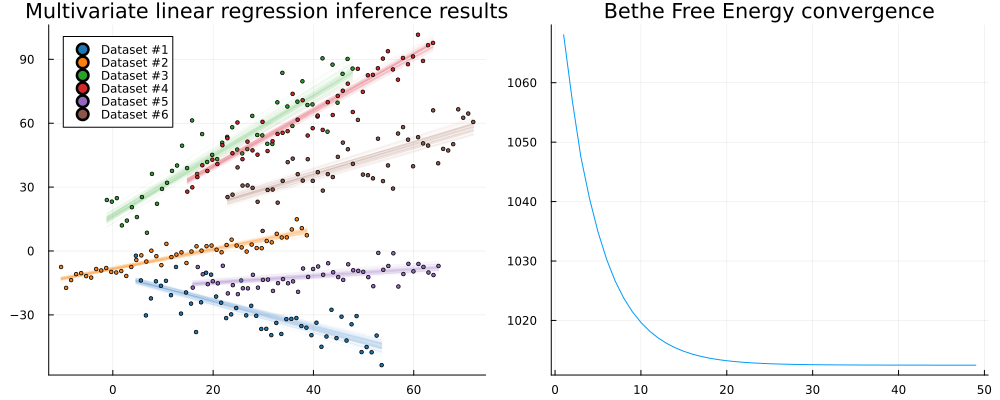 Multivariate linear regression inference results
Dataset #1
Dataset #2
Dataset #3
Dataset #4
Dataset #5
Dataset #6
90
60
30
0
−30
0 20 40 60
Bethe Free Energy convergence
1060
1050
1040
1030
1020
0 10 20 30 40 50